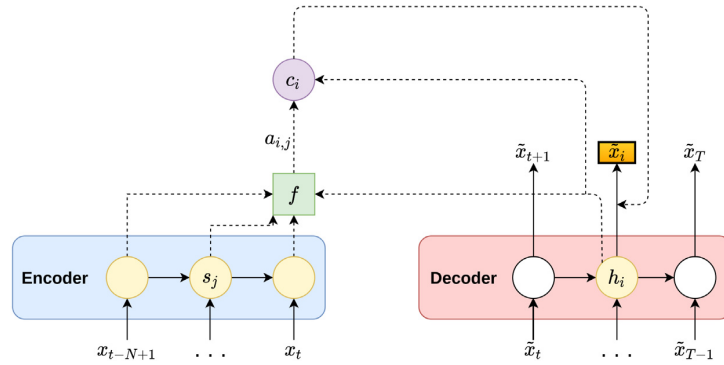 c_i
a_{i,j}
x̃_{t+1} x̃_i x̃_T
f
Encoder s_j Decoder h_i
x_{t−N+1} . . . x_t x̃_t . . . x̃_{T−1}